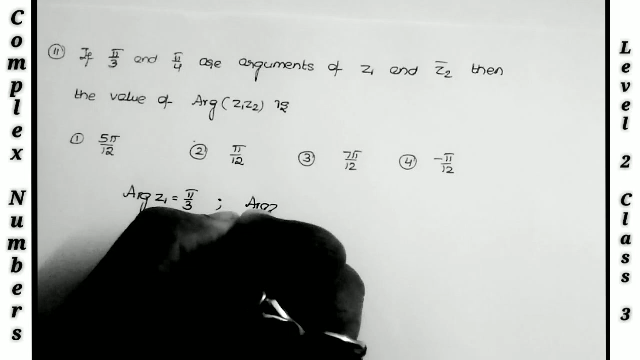 Complex Numbers
(11) If π/3 and π/4 are arguments of z₁ and z̄₂ then
the value of Arg(z₁z₂) is
① 5π/12 ② π/12 ③ 7π/12 ④ -π/12
Arg z₁ = π/3 ; Arg
Level 2 Class 3